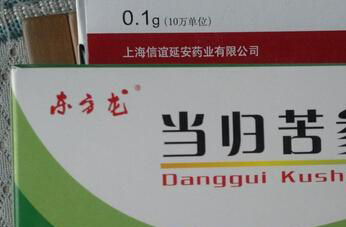 0.1g (10万单位)
上海信谊延安药业有限公司
东方龙
当归苦参
Danggui Kush